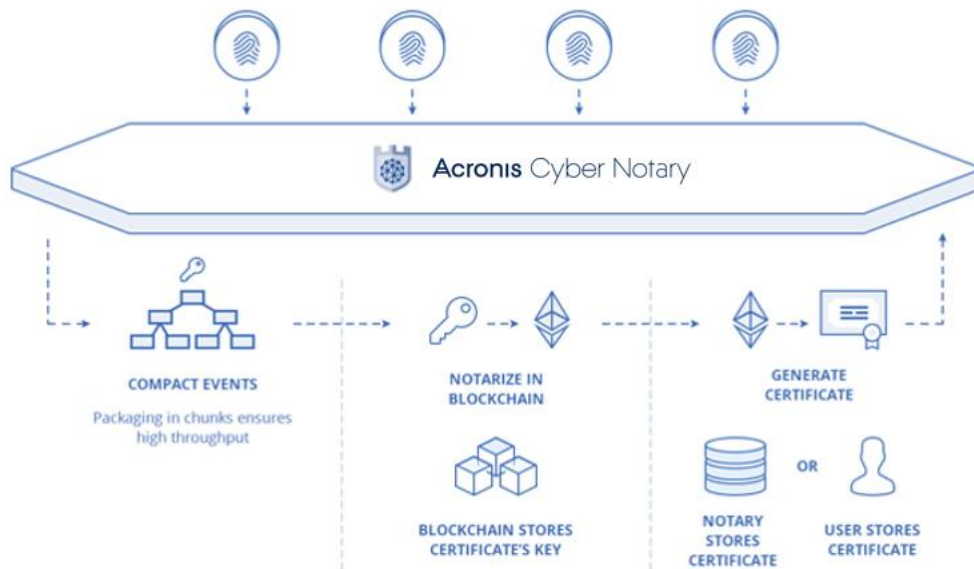 Acronis Cyber Notary
COMPACT EVENTS
Packaging in chunks ensures
high throughput
NOTARIZE IN
BLOCKCHAIN
BLOCKCHAIN STORES
CERTIFICATE'S KEY
GENERATE
CERTIFICATE
OR
NOTARY
STORES
CERTIFICATE
USER STORES
CERTIFICATE